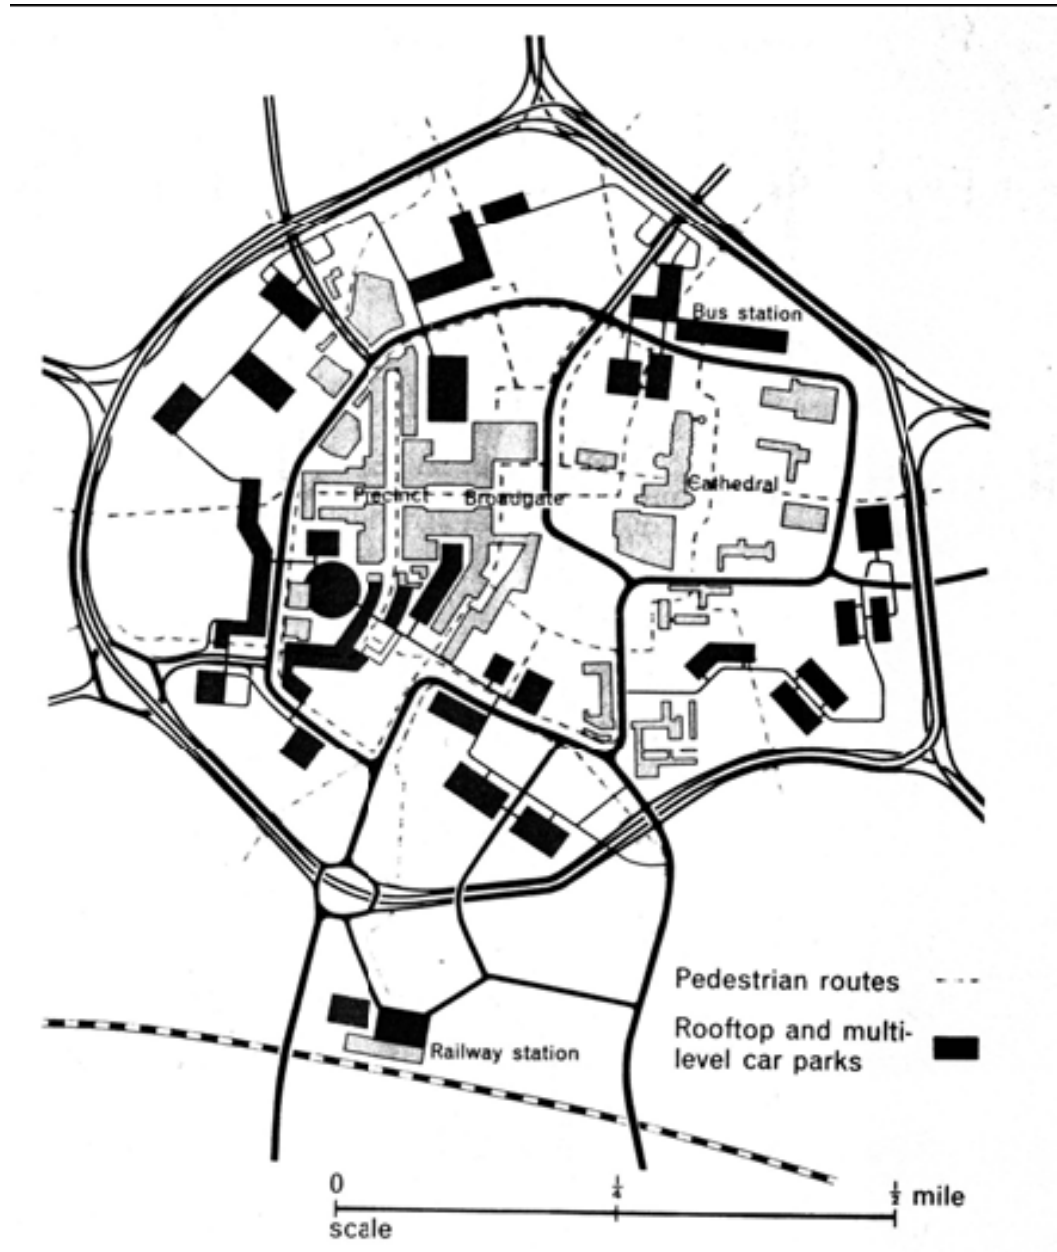 Bus station
Precinct Broadgate
Cathedral
Pedestrian routes
Rooftop and multi-
level car parks
Railway station
0 ¼ ½ mile
scale